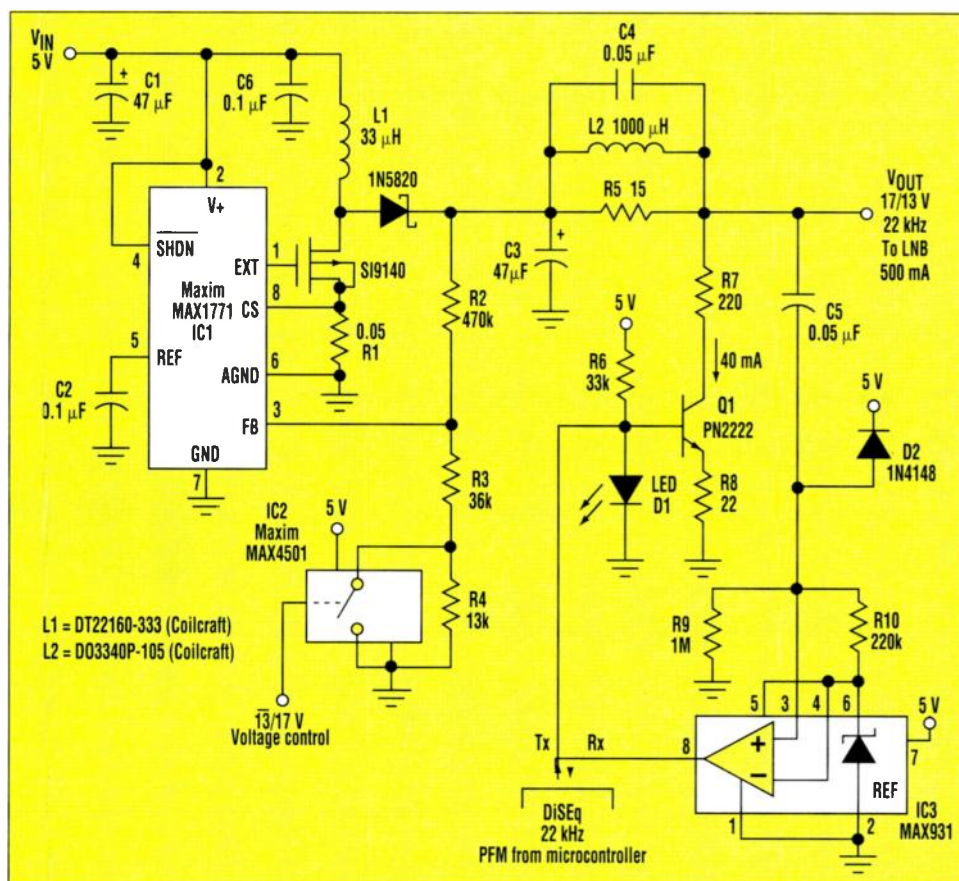 VIN
5 V
C1
47 µF
+
C6
0.1 µF
L1
33 µH
C4
0.05 µF
L2 1000 µH
1N5820
R5 15
VOUT
17/13 V
22 kHz
To LNB
500 mA
2
V+
SHDN
4
EXT
1
SI9140
Maxim
MAX1771
IC1
8
CS
0.05
R1
5
REF
6
AGND
C2
0.1 µF
3
FB
GND
7
R2
470k
+
C3
47µF
R7
220
C5
0.05 µF
5 V
R6
33k
40 mA
Q1
PN2222
5 V
D2
1N4148
LED
D1
R8
22
R3
36k
IC2
Maxim
MAX4501
5 V
R4
13k
L1 = DT22160-333 (Coilcraft)
L2 = DO3340P-105 (Coilcraft)
13/17 V
Voltage control
R9
1M
R10
220k
5
3
4
6
5 V
7
Tx
Rx
8
+
−
REF
1
2
IC3
MAX931
DiSEq
22 kHz
PFM from microcontroller